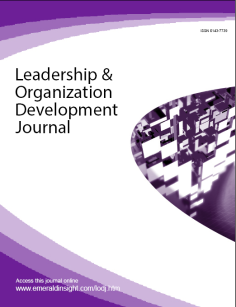 ISSN 0143-7739
Leadership &
Organization
Development
Journal
Access this journal online
www.emeraldinsight.com/lodj.htm